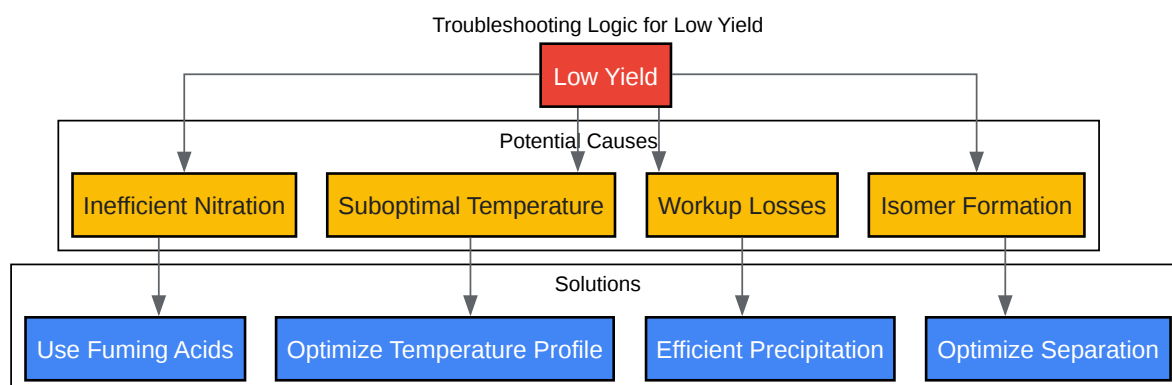 Troubleshooting Logic for Low Yield
Low Yield
Potential Causes
Inefficient Nitration
Suboptimal Temperature
Workup Losses
Isomer Formation
Solutions
Use Fuming Acids
Optimize Temperature Profile
Efficient Precipitation
Optimize Separation